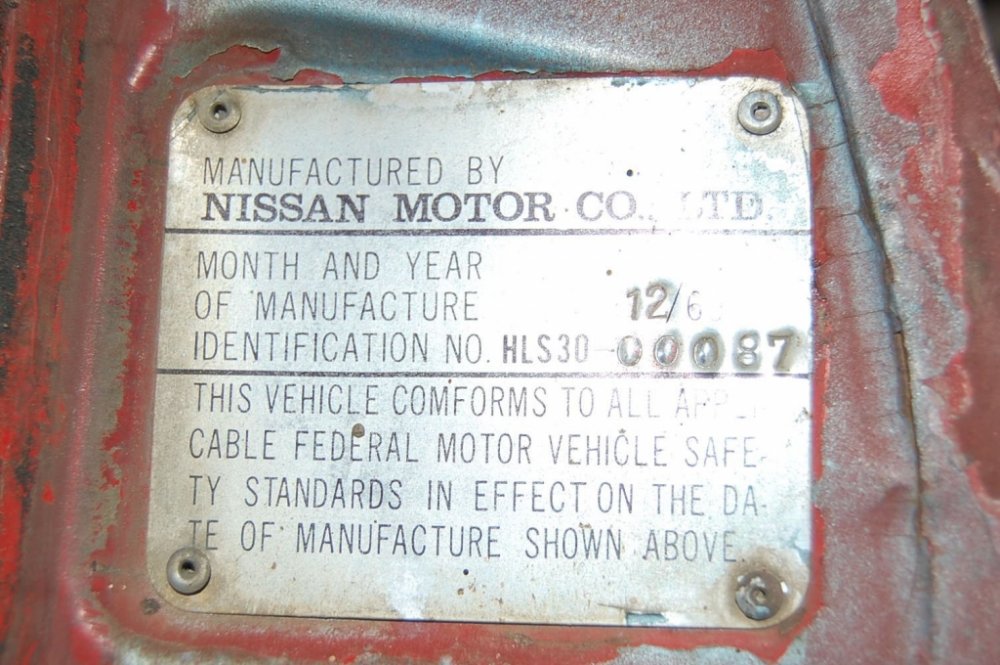 MANUFACTURED BY
NISSAN MOTOR CO., LTD.
MONTH AND YEAR
OF MANUFACTURE 12/6
IDENTIFICATION NO. HLS30-00087
THIS VEHICLE COMFORMS TO ALL APPLI-
CABLE FEDERAL MOTOR VEHICLE SAFE-
TY STANDARDS IN EFFECT ON THE DA-
TE OF MANUFACTURE SHOWN ABOVE.